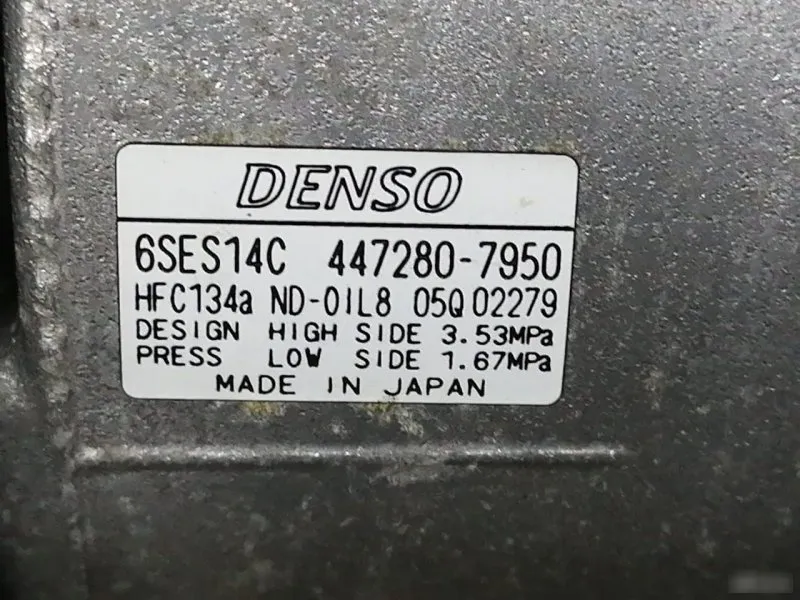 DENSO
6SES14C 447280-7950
HFC134a ND-OIL8 05Q02279
DESIGN HIGH SIDE 3.53MPa
PRESS LOW SIDE 1.67MPa
MADE IN JAPAN